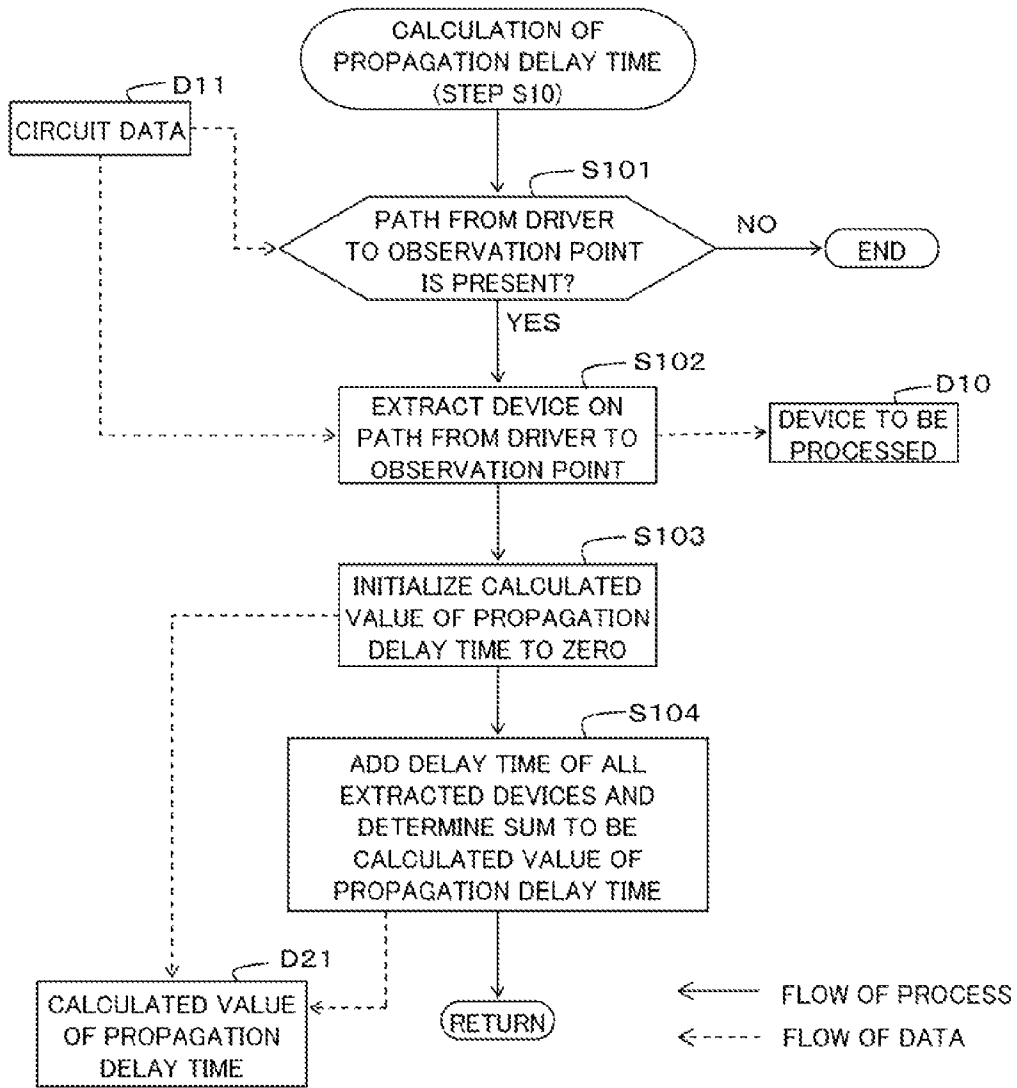 CALCULATION OF
PROPAGATION DELAY TIME
(STEP S10)
D11
CIRCUIT DATA
S101
PATH FROM DRIVER
TO OBSERVATION POINT
IS PRESENT?
NO
END
YES
S102
EXTRACT DEVICE ON
PATH FROM DRIVER TO
OBSERVATION POINT
D10
DEVICE TO BE
PROCESSED
S103
INITIALIZE CALCULATED
VALUE OF PROPAGATION
DELAY TIME TO ZERO
S104
ADD DELAY TIME OF ALL
EXTRACTED DEVICES AND
DETERMINE SUM TO BE
CALCULATED VALUE OF
PROPAGATION DELAY TIME
D21
CALCULATED VALUE
OF PROPAGATION
DELAY TIME
RETURN
FLOW OF PROCESS
FLOW OF DATA